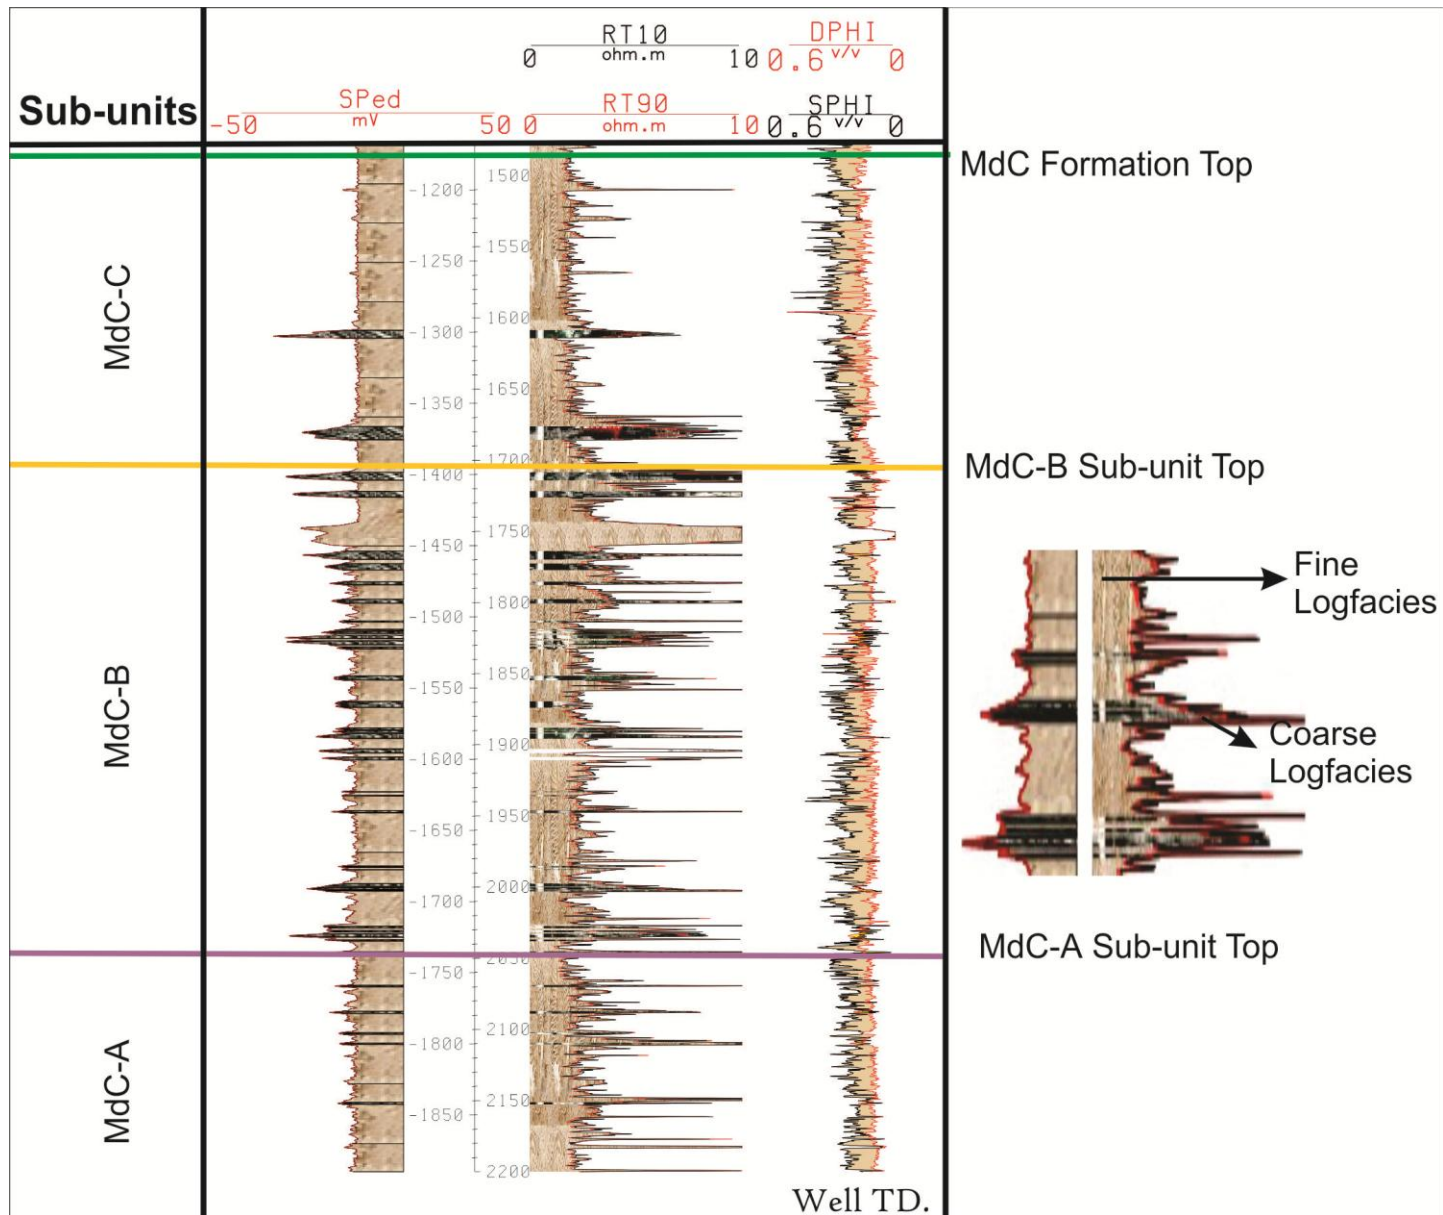 RT10
ohm.m
0 10
DPHI
v/v
0.6 0
Sub-units
SPed
mV
-50 50
RT90
ohm.m
0 10
SPHI
v/v
0.6 0
MdC Formation Top
1500
-1200
1550
-1250
1600
-1300
1650
-1350
1700
MdC-C
MdC-B Sub-unit Top
-1400
1750
-1450
1800
-1500
1850
-1550
1900
-1600
1950
-1650
2000
-1700
MdC-B
Fine
Logfacies
Coarse
Logfacies
MdC-A Sub-unit Top
2050
-1750
2100
-1800
2150
-1850
2200
MdC-A
Well TD.